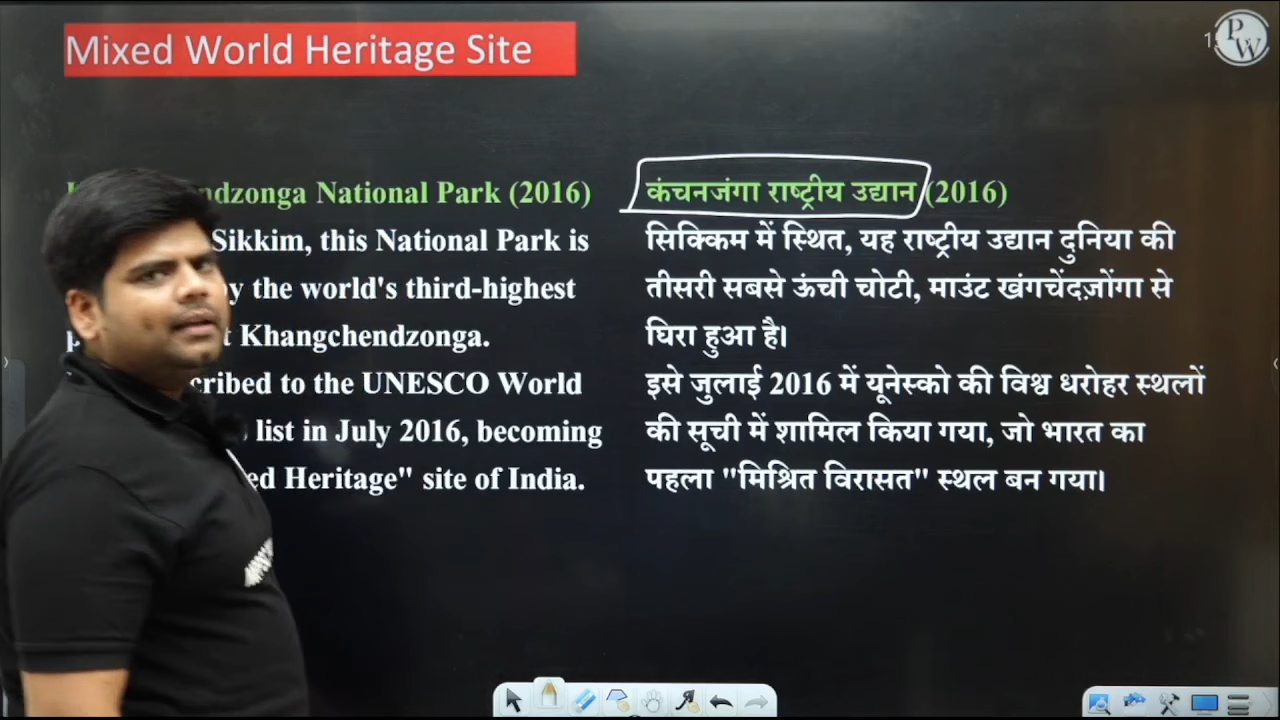 Mixed World Heritage Site
PW
ndzonga National Park (2016)
Sikkim, this National Park is
y the world's third-highest
t Khangchendzonga.
cribed to the UNESCO World
list in July 2016, becoming
ed Heritage" site of India.
कंचनजंगा राष्ट्रीय उद्यान (2016)
सिक्किम में स्थित, यह राष्ट्रीय उद्यान दुनिया की
तीसरी सबसे ऊंची चोटी, माउंट खंगचेंदज़ोंगा से
घिरा हुआ है।
इसे जुलाई 2016 में यूनेस्को की विश्व धरोहर स्थलों
की सूची में शामिल किया गया, जो भारत का
पहला "मिश्रित विरासत" स्थल बन गया।